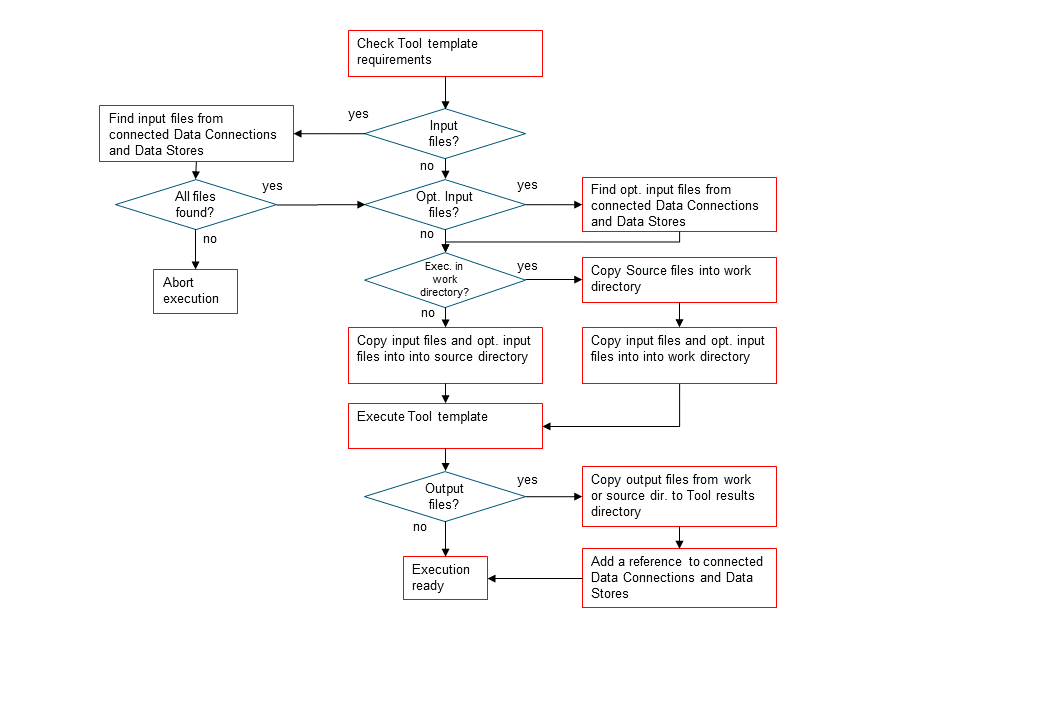 Check Tool template
requirements
yes
Input
files?
Find input files from
connected Data Connections
and Data Stores
no
yes
All files
found?
Opt. Input
files?
yes
Find opt. input files from
connected Data Connections
and Data Stores
no
no
Abort
execution
Exec. in
work
directory?
yes
Copy Source files into work
directory
no
Copy input files and opt. input
files into into source directory
Copy input files and opt. input
files into into work directory
Execute Tool template
Output
files?
yes
Copy output files from work
or source dir. to Tool results
directory
no
Execution
ready
Add a reference to connected
Data Connections and Data
Stores